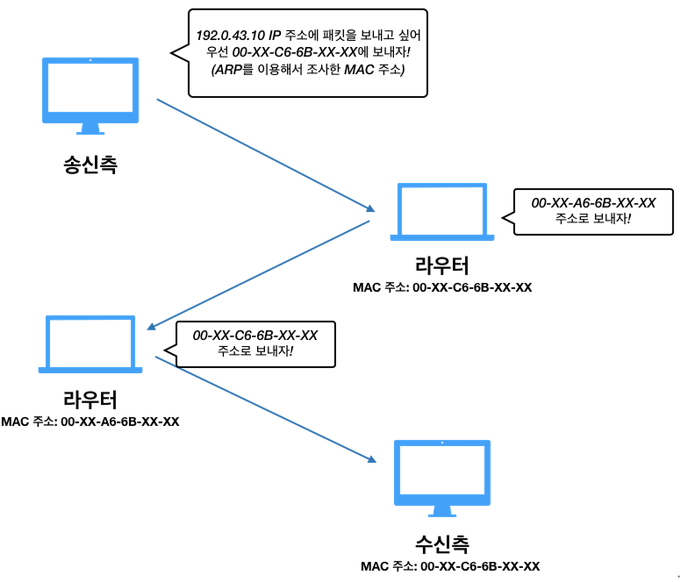 192.0.43.10 IP 주소에 패킷을 보내고 싶어
우선 00-XX-C6-6B-XX-XX에 보내자!
(ARP를 이용해서 조사한 MAC 주소)
송신측
00-XX-A6-6B-XX-XX
주소로 보내자!
라우터
MAC 주소: 00-XX-C6-6B-XX-XX
00-XX-C6-6B-XX-XX
주소로 보내자!
라우터
MAC 주소: 00-XX-A6-6B-XX-XX
수신측
MAC 주소: 00-XX-C6-6B-XX-XX